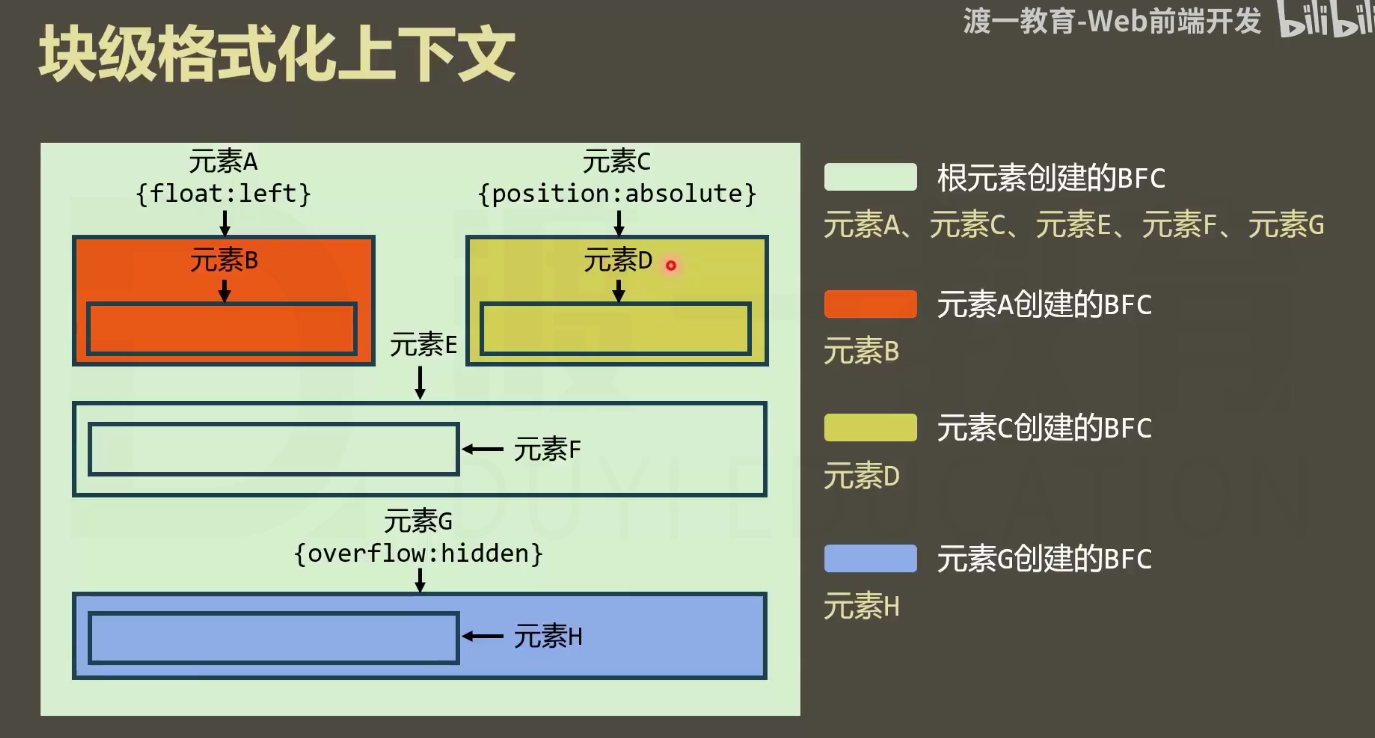 渡一教育-Web前端开发 bilibili
块级格式化上下文
元素A
{float:left}
元素C
{position:absolute}
元素B
元素D
元素E
元素F
元素G
{overflow:hidden}
元素H
根元素创建的BFC
元素A、元素C、元素E、元素F、元素G
元素A创建的BFC
元素B
元素C创建的BFC
元素D
元素G创建的BFC
元素H
DUYI EDUCATION